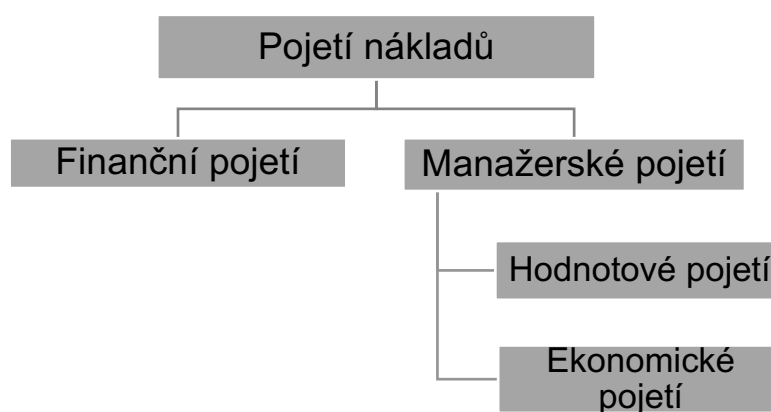 Pojetí nákladů
Finanční pojetí
Manažerské pojetí
Hodnotové pojetí
Ekonomické
pojetí